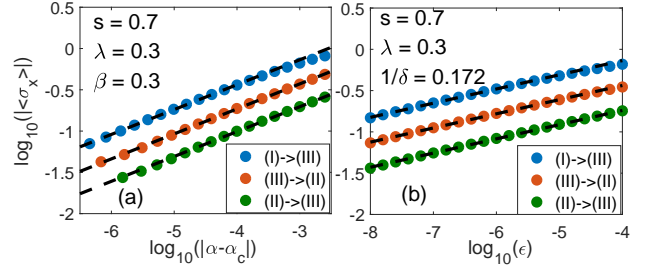 s = 0.7
λ = 0.3
β = 0.3
0.5
0
-0.5
-1
-1.5
-2
log₁₀(|<σₓ>|)
(I)->(III)
(III)->(II)
(II)->(III)
(a)
-6 -5 -4 -3
log₁₀(|α-α_c|)
s = 0.7
λ = 0.3
1/δ = 0.172
0.5
0
-0.5
-1
-1.5
-2
(I)->(III)
(III)->(II)
(II)->(III)
(b)
-8 -7 -6 -5 -4
log₁₀(ϵ)